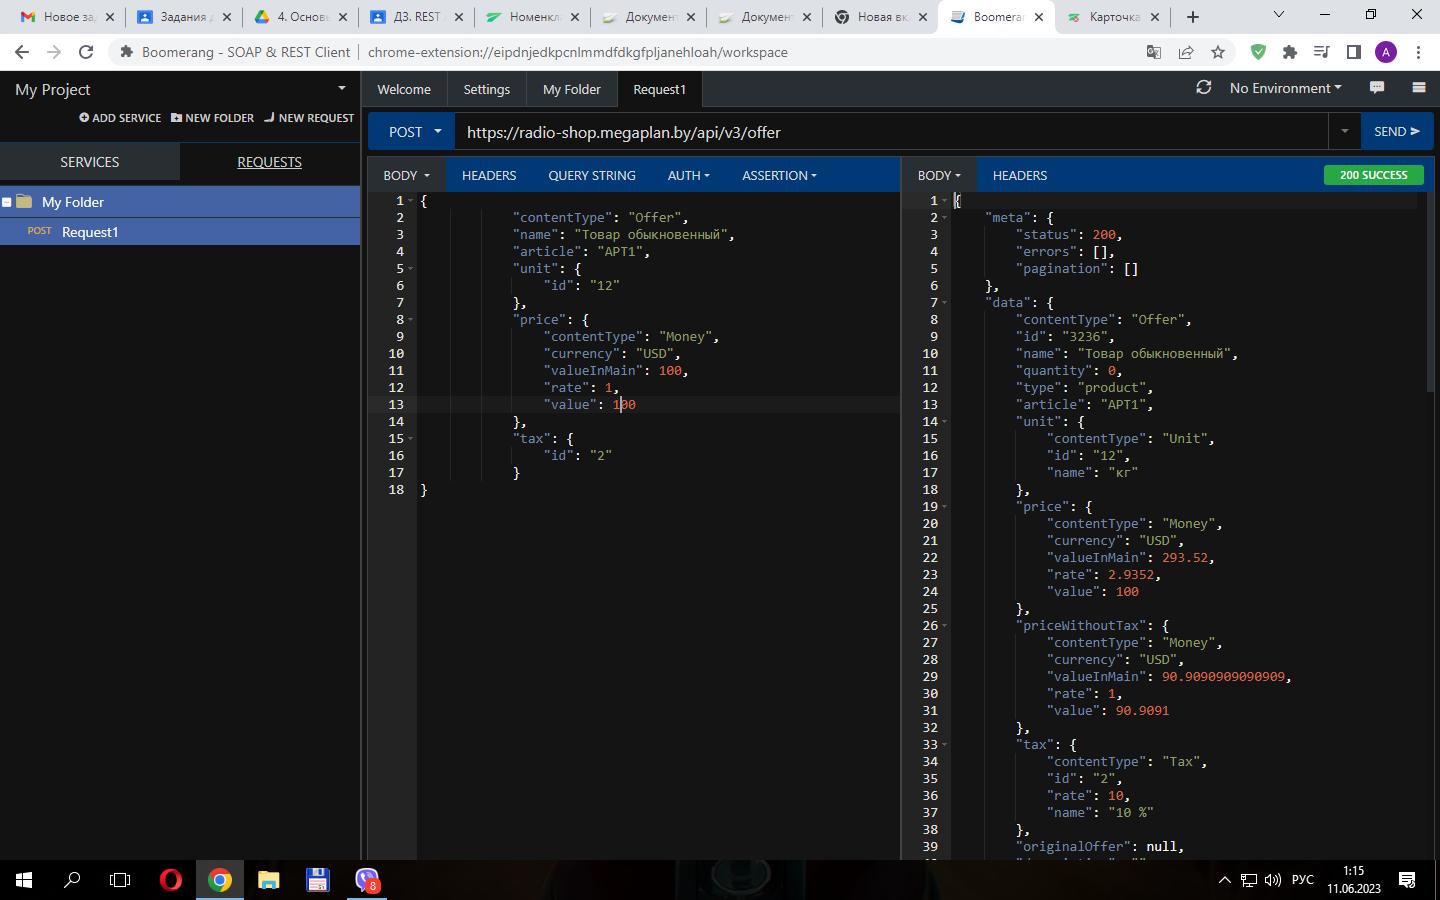 Новое за
Задания д
4. Основ
ДЗ. REST A
Номенкл
Документ
Документ
Новая вк
Boomeran
Карточка
Boomerang - SOAP & REST Client | chrome-extension://eipdnjedkpcnlmmdfdkgfpljanehloah/workspace
A
My Project
ADD SERVICE NEW FOLDER NEW REQUEST
SERVICES REQUESTS
My Folder
POST Request1
Welcome Settings My Folder Request1 No Environment
POST https://radio-shop.megaplan.by/api/v3/offer SEND
BODY HEADERS QUERY STRING AUTH ASSERTION
1 {
2 "contentType": "Offer",
3 "name": "Товар обыкновенный",
4 "article": "АРТ1",
5 "unit": {
6 "id": "12"
7 },
8 "price": {
9 "contentType": "Money",
10 "currency": "USD",
11 "valueInMain": 100,
12 "rate": 1,
13 "value": 100
14 },
15 "tax": {
16 "id": "2"
17 }
18 }
BODY HEADERS 200 SUCCESS
1 {
2 "meta": {
3 "status": 200,
4 "errors": [],
5 "pagination": []
6 },
7 "data": {
8 "contentType": "Offer",
9 "id": "3236",
10 "name": "Товар обыкновенный",
11 "quantity": 0,
12 "type": "product",
13 "article": "АРТ1",
14 "unit": {
15 "contentType": "Unit",
16 "id": "12",
17 "name": "кг"
18 },
19 "price": {
20 "contentType": "Money",
21 "currency": "USD",
22 "valueInMain": 293.52,
23 "rate": 2.9352,
24 "value": 100
25 },
26 "priceWithoutTax": {
27 "contentType": "Money",
28 "currency": "USD",
29 "valueInMain": 90.9090909090909,
30 "rate": 1,
31 "value": 90.9091
32 },
33 "tax": {
34 "contentType": "Tax",
35 "id": "2",
36 "rate": 10,
37 "name": "10 %"
38 },
39 "originalOffer": null,
8
РУС
1:15
11.06.2023